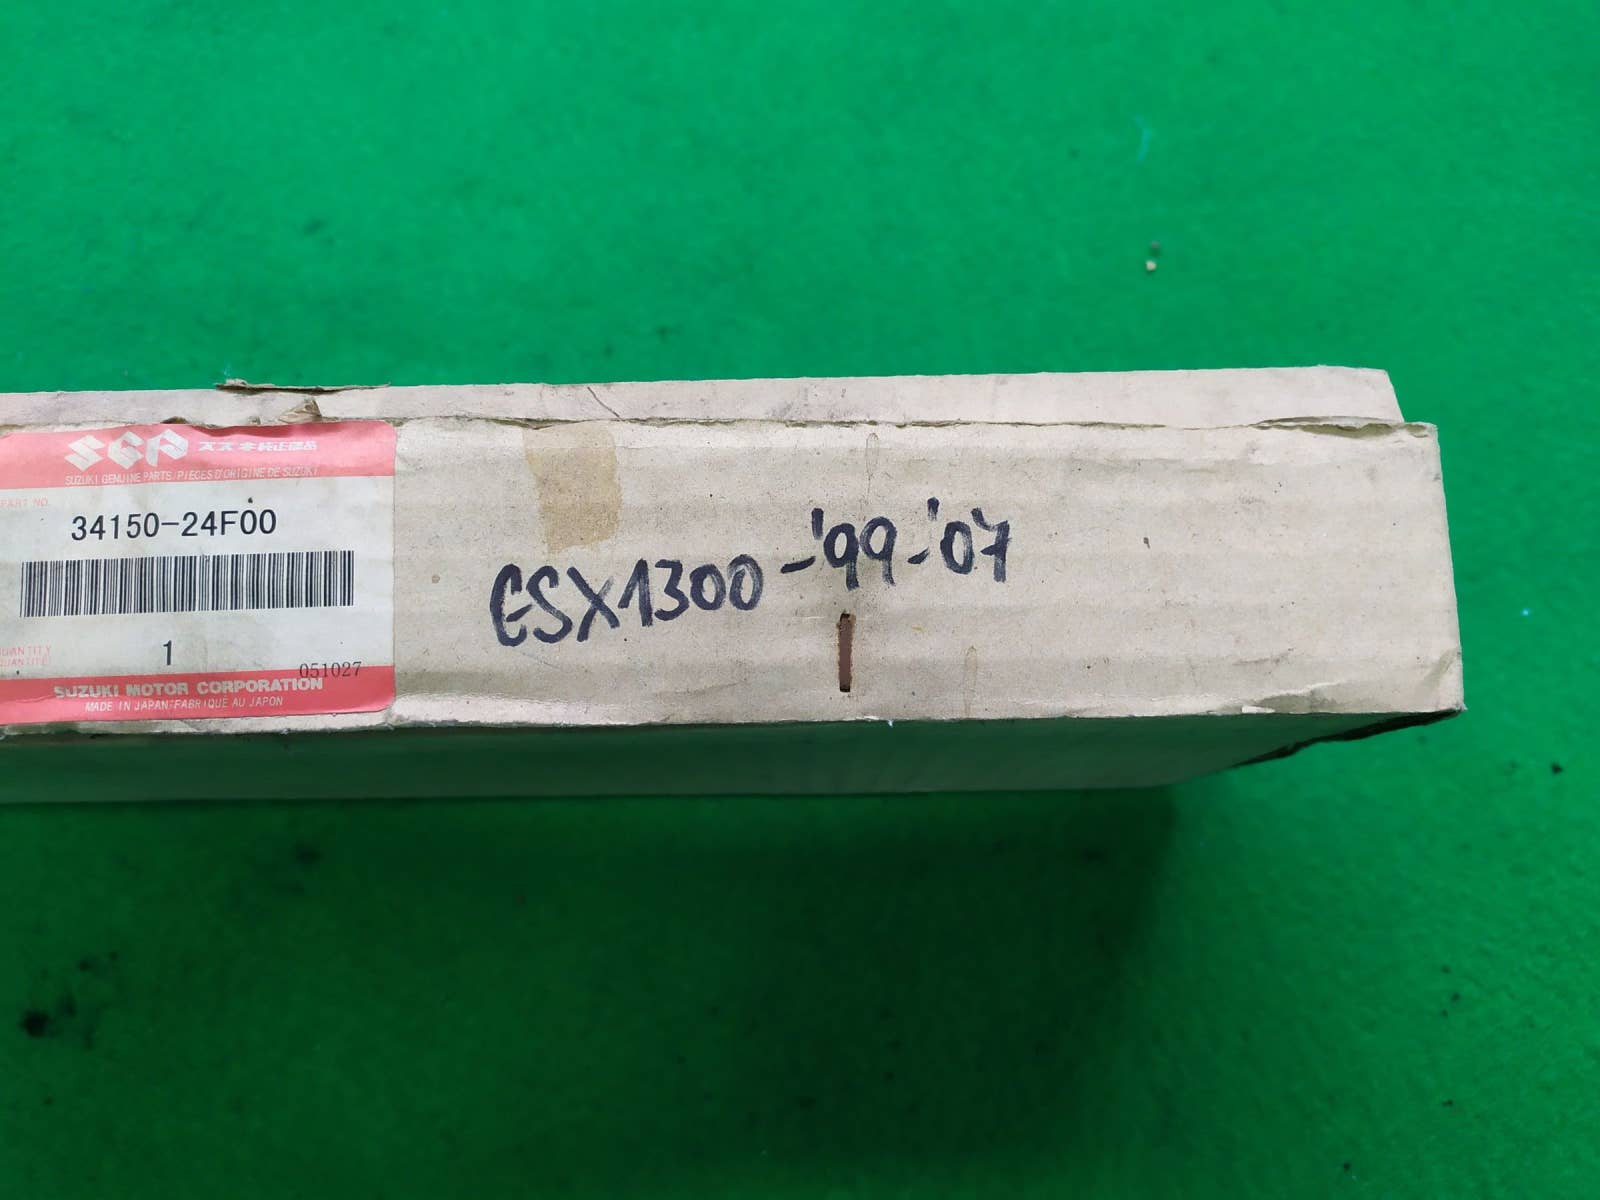 SGP スズキ純正部品
SUZUKI GENUINE PARTS/PIECES D'ORIGINE DE SUZUKI
PART NO.
34150-24F00
QUANTITY
QUANTITÉ
1
051027
SUZUKI MOTOR CORPORATION
MADE IN JAPAN:FABRIQUE AU JAPON
GSX1300-'99-'07